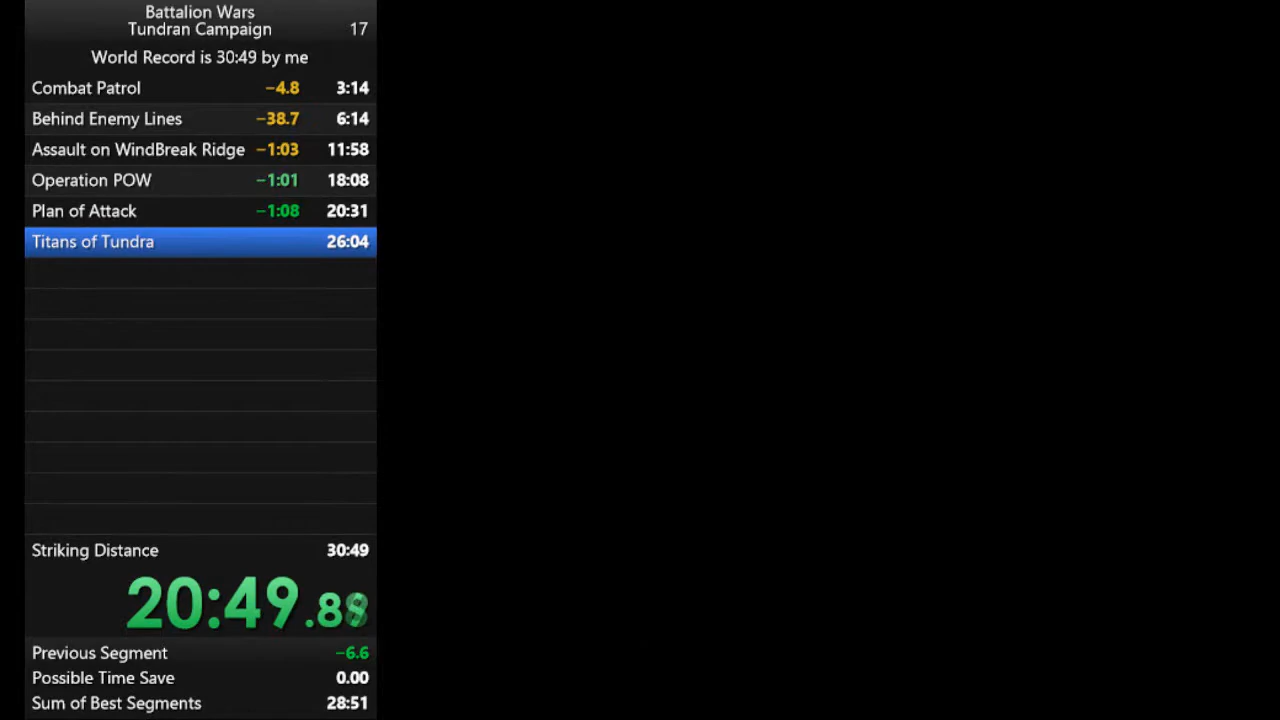 Battalion Wars
Tundran Campaign 17
World Record is 30:49 by me
Combat Patrol −4.8 3:14
Behind Enemy Lines −38.7 6:14
Assault on WindBreak Ridge −1:03 11:58
Operation POW −1:01 18:08
Plan of Attack −1:08 20:31
Titans of Tundra 26:04
Striking Distance 30:49
20:49.89
Previous Segment −6.6
Possible Time Save 0.00
Sum of Best Segments 28:51